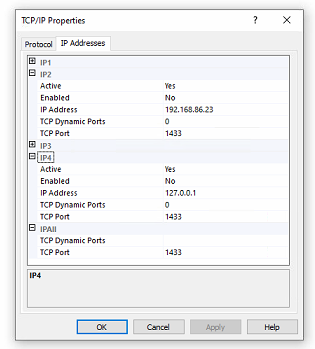 TCP/IP Properties
Protocol IP Addresses
IP1
IP2
Active Yes
Enabled No
IP Address 192.168.86.23
TCP Dynamic Ports 0
TCP Port 1433
IP3
IP4
Active Yes
Enabled No
IP Address 127.0.0.1
TCP Dynamic Ports 0
TCP Port 1433
IPAll
TCP Dynamic Ports
TCP Port 1433
IP4
OK Cancel Apply Help